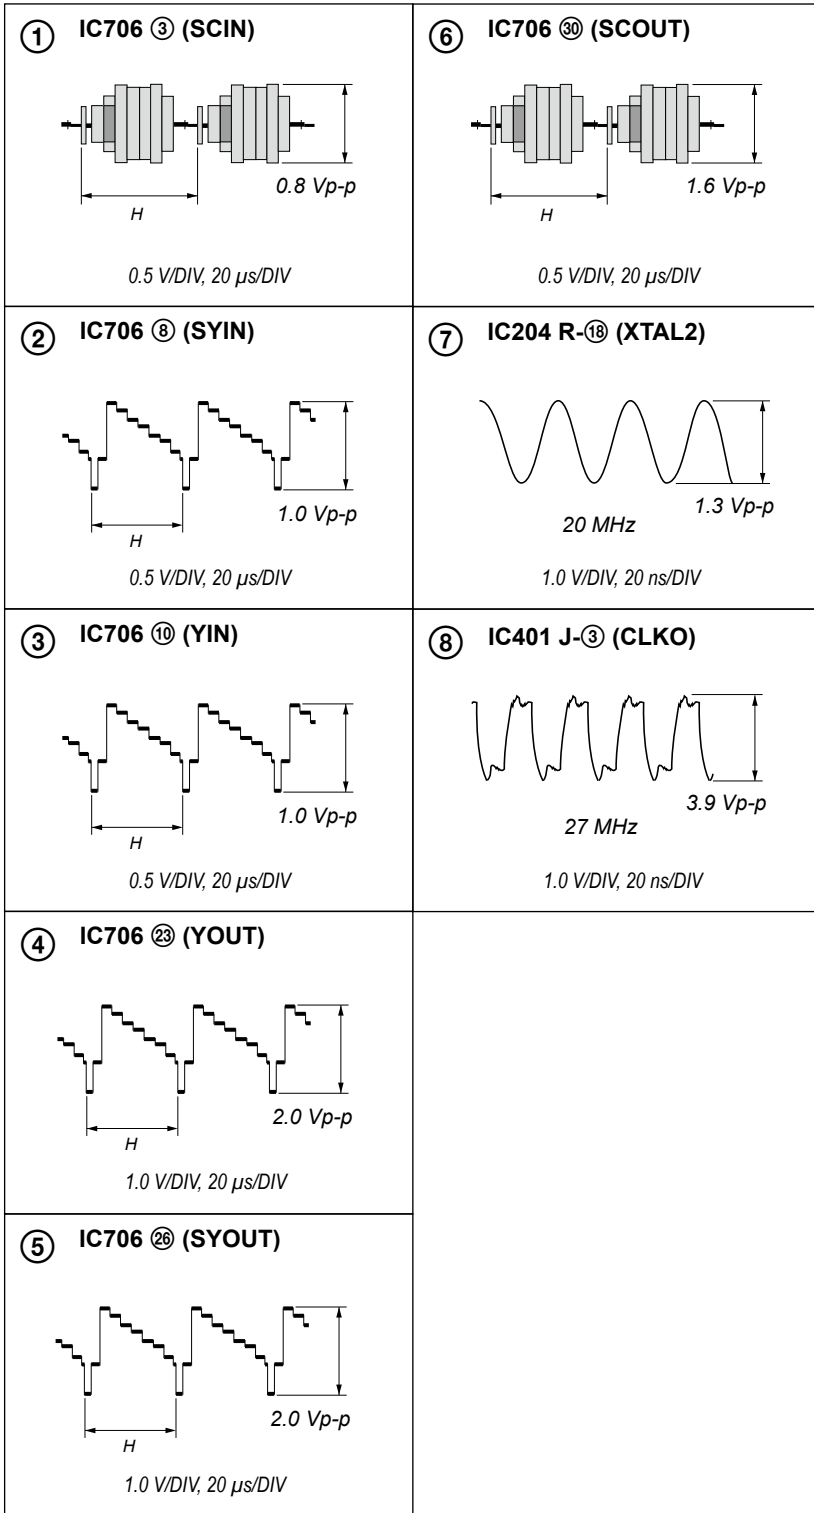 ① IC706 ③ (SCIN)
0.8 Vp-p
H
0.5 V/DIV, 20 µs/DIV
② IC706 ⑧ (SYIN)
1.0 Vp-p
H
0.5 V/DIV, 20 µs/DIV
③ IC706 ⑩ (YIN)
1.0 Vp-p
H
0.5 V/DIV, 20 µs/DIV
④ IC706 ㉓ (YOUT)
2.0 Vp-p
H
1.0 V/DIV, 20 µs/DIV
⑤ IC706 ㉖ (SYOUT)
2.0 Vp-p
H
1.0 V/DIV, 20 µs/DIV
⑥ IC706 ㉚ (SCOUT)
1.6 Vp-p
H
0.5 V/DIV, 20 µs/DIV
⑦ IC204 R-⑱ (XTAL2)
1.3 Vp-p
20 MHz
1.0 V/DIV, 20 ns/DIV
⑧ IC401 J-③ (CLKO)
3.9 Vp-p
27 MHz
1.0 V/DIV, 20 ns/DIV